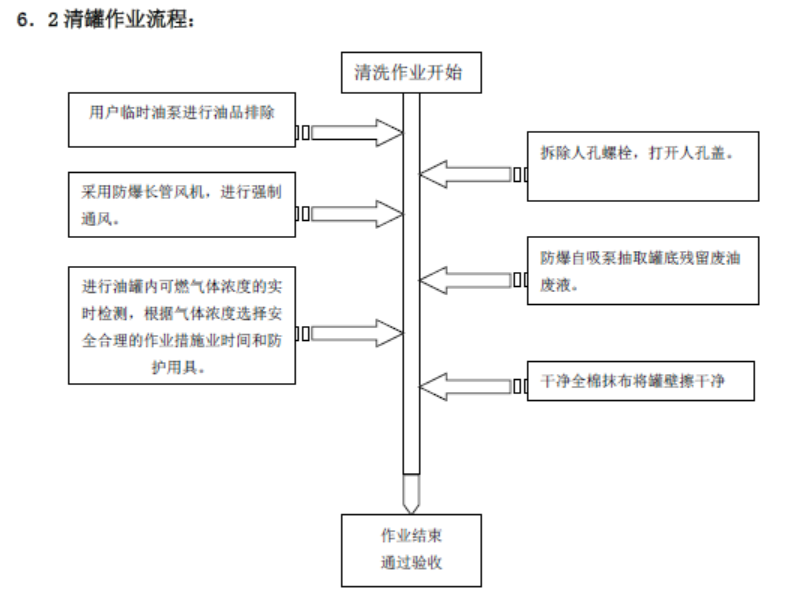 6．2清罐作业流程：
清洗作业开始
用户临时油泵进行油品排除
拆除人孔螺栓，打开人孔盖。
采用防爆长管风机，进行强制
通风。
防爆自吸泵抽取罐底残留废油
废液。
进行油罐内可燃气体浓度的实
时检测，根据气体浓度选择安
全合理的作业措施业时间和防
护用具。
干净全棉抹布将罐壁擦干净
作业结束
通过验收